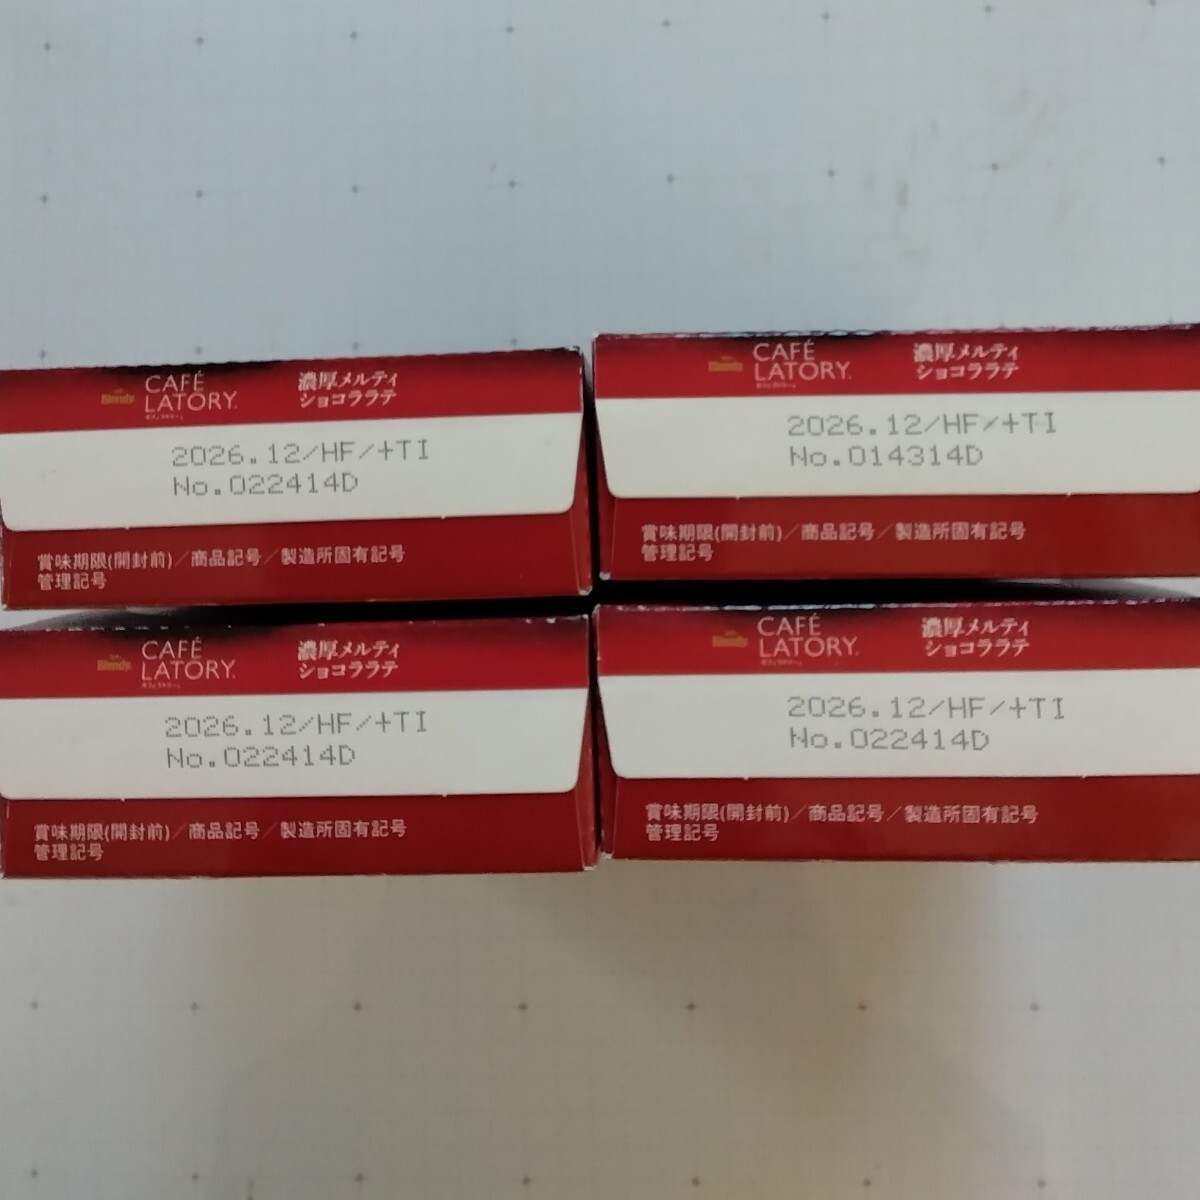 Blendy
CAFÉ
LATORY.
濃厚メルティ
ショコララテ
2026.12/HF/+TI
No.022414D
賞味期限(開封前)/商品記号/製造所固有記号
管理記号
Blendy
CAFÉ
LATORY.
濃厚メルティ
ショコララテ
2026.12/HF/+TI
No.014314D
賞味期限(開封前)/商品記号/製造所固有記号
管理記号
Blendy
CAFÉ
LATORY.
濃厚メルティ
ショコララテ
2026.12/HF/+TI
No.022414D
賞味期限(開封前)/商品記号/製造所固有記号
管理記号
Blendy
CAFÉ
LATORY.
濃厚メルティ
ショコララテ
2026.12/HF/+TI
No.022414D
賞味期限(開封前)/商品記号/製造所固有記号
管理記号